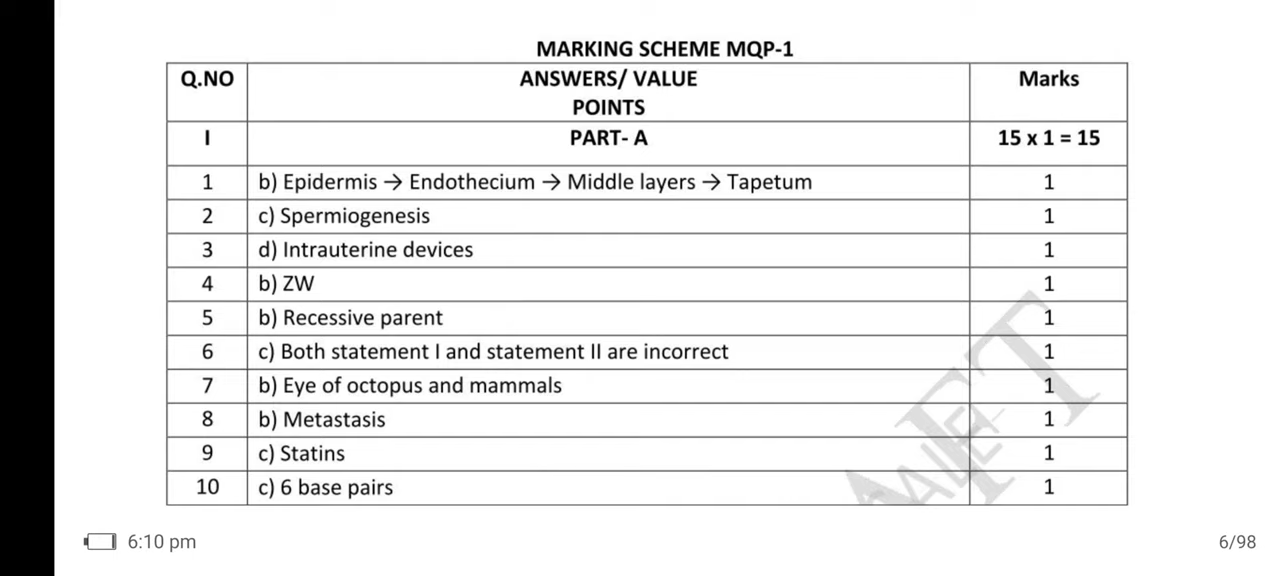 MARKING SCHEME MQP-1
Q.NO ANSWERS/ VALUE POINTS Marks
I PART- A 15 x 1 = 15
1 b) Epidermis → Endothecium → Middle layers → Tapetum 1
2 c) Spermiogenesis 1
3 d) Intrauterine devices 1
4 b) ZW 1
5 b) Recessive parent 1
6 c) Both statement I and statement II are incorrect 1
7 b) Eye of octopus and mammals 1
8 b) Metastasis 1
9 c) Statins 1
10 c) 6 base pairs 1
6:10 pm 6/98